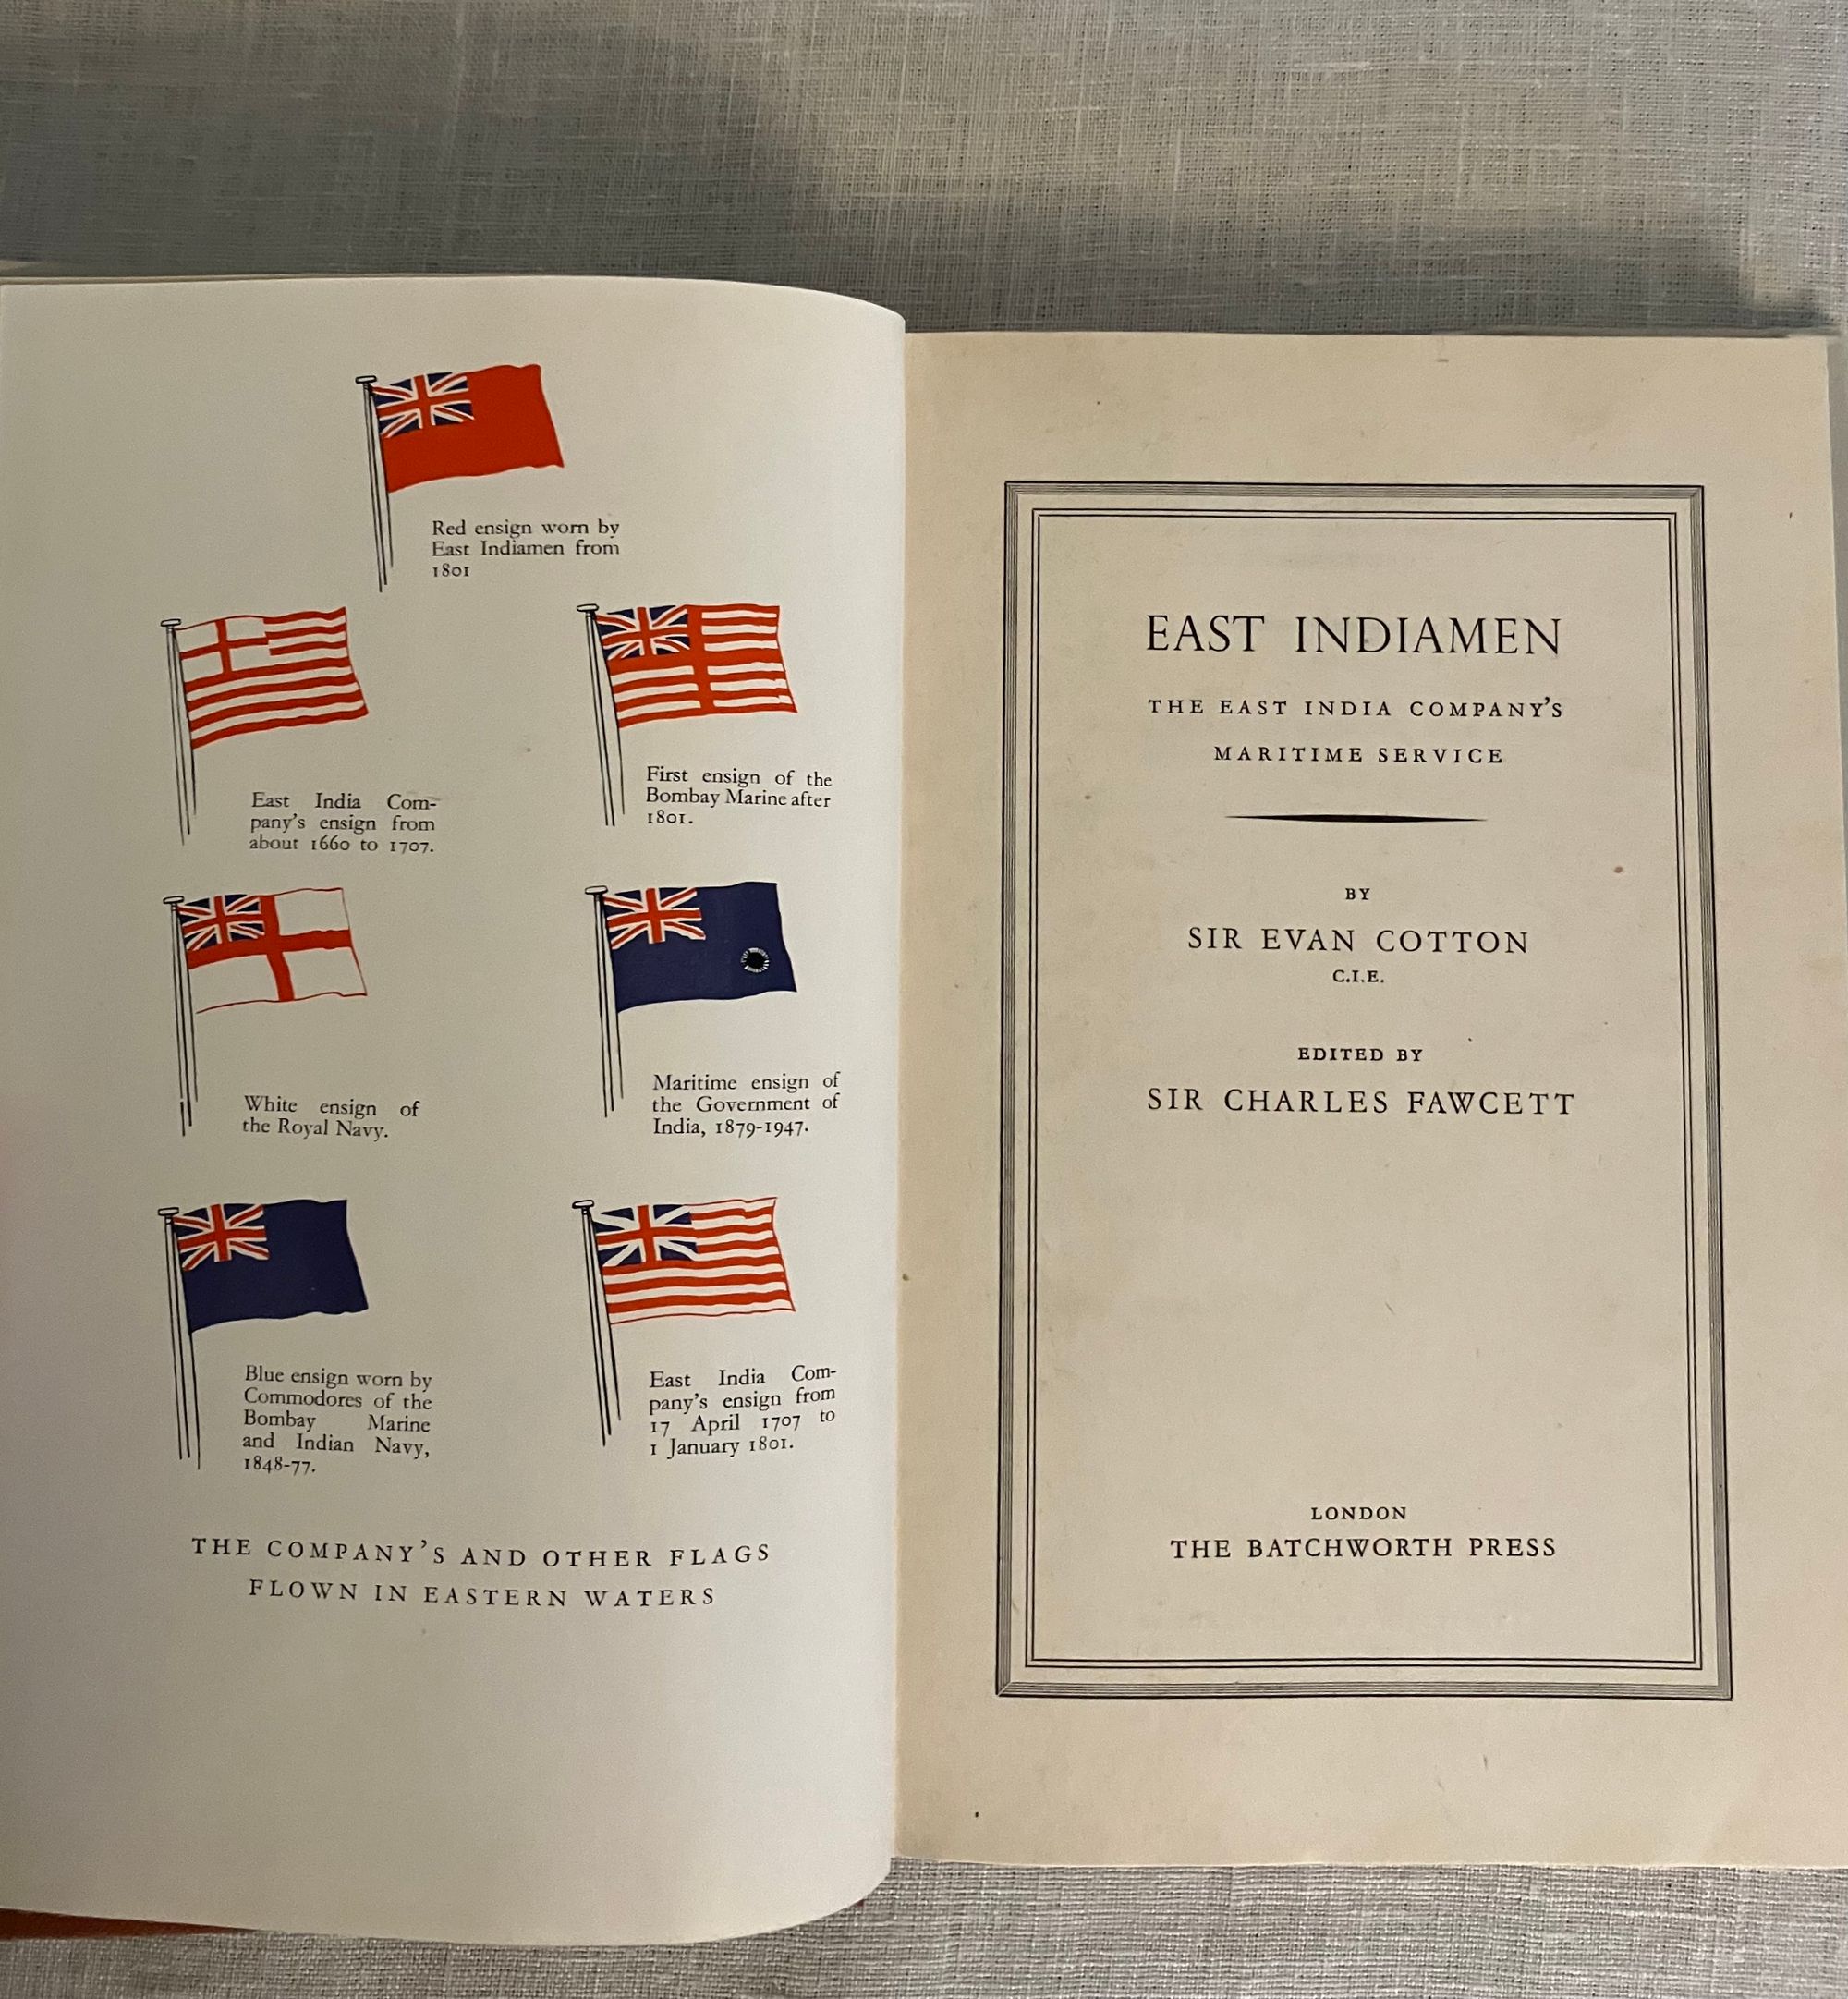 Red ensign worn by
East Indiamen from
1801
East India Com-
pany's ensign from
about 1660 to 1707.
First ensign of the
Bombay Marine after
1801.
White ensign of
the Royal Navy.
Maritime ensign of
the Government of
India, 1879-1947.
Blue ensign worn by
Commodores of the
Bombay Marine
and Indian Navy,
1848-77.
East India Com-
pany's ensign from
17 April 1707 to
1 January 1801.
THE COMPANY'S AND OTHER FLAGS
FLOWN IN EASTERN WATERS
EAST INDIAMEN
THE EAST INDIA COMPANY'S
MARITIME SERVICE
BY
SIR EVAN COTTON
C.I.E.
EDITED BY
SIR CHARLES FAWCETT
LONDON
THE BATCHWORTH PRESS